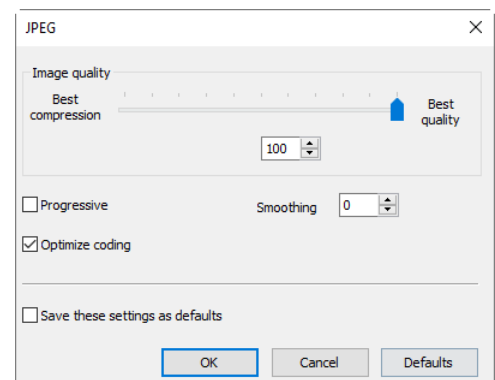 JPEG
Image quality
Best compression
Best quality
100
Progressive
Smoothing
0
Optimize coding
Save these settings as defaults
OK
Cancel
Defaults